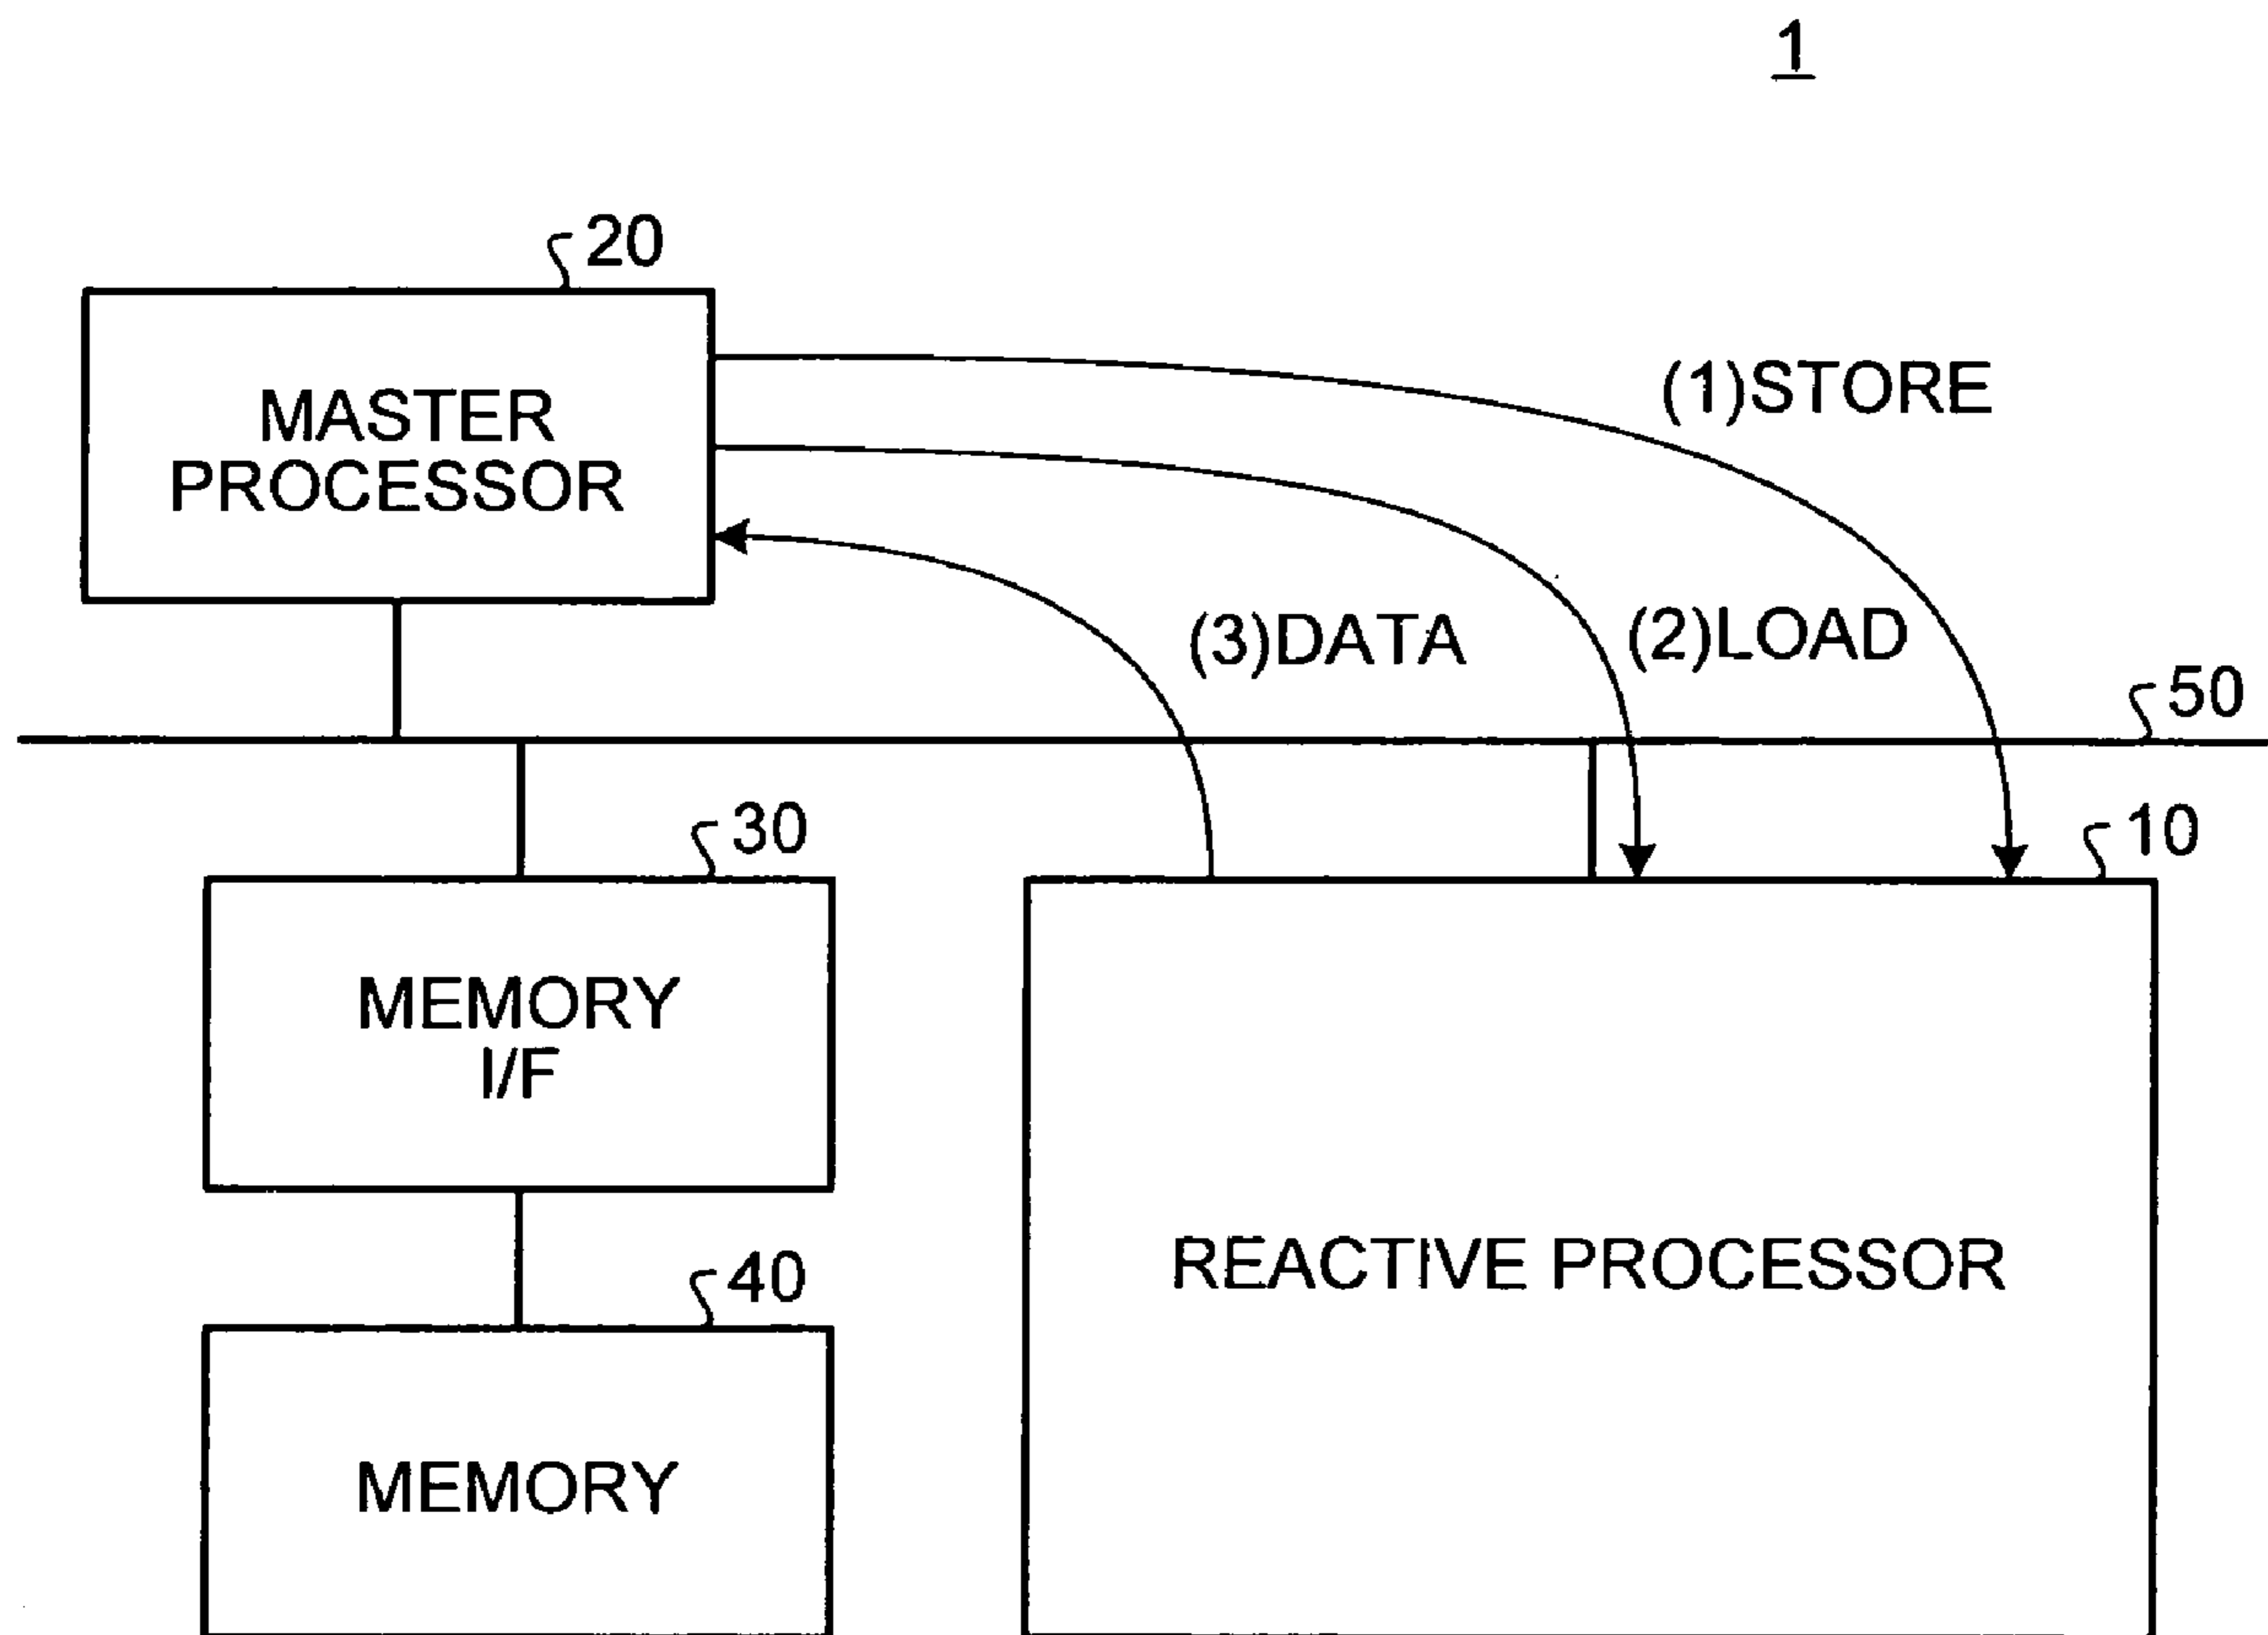 1
20
MASTER
PROCESSOR
(1)STORE
(3)DATA
(2)LOAD
50
30
10
MEMORY
I/F
REACTIVE PROCESSOR
40
MEMORY